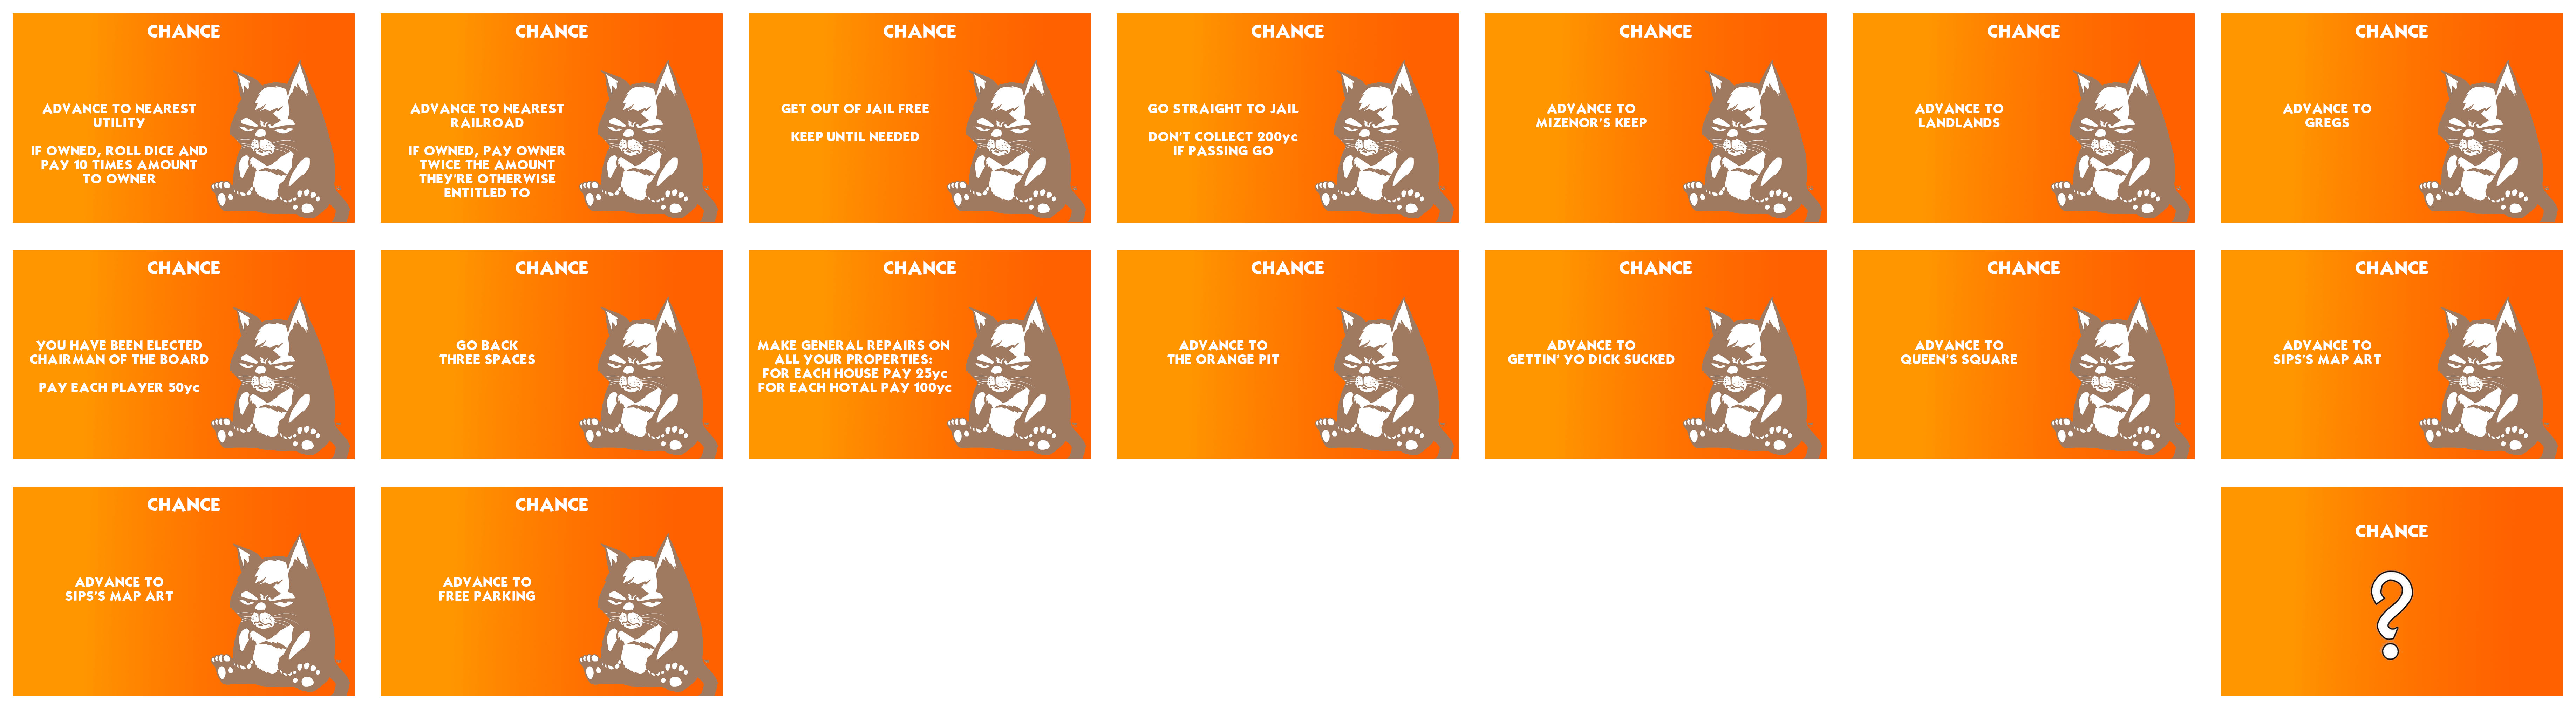 CHANCE
ADVANCE TO NEAREST
UTILITY
IF OWNED, ROLL DICE AND
PAY 10 TIMES AMOUNT
TO OWNER
CHANCE
ADVANCE TO NEAREST
RAILROAD
IF OWNED, PAY OWNER
TWICE THE AMOUNT
THEY'RE OTHERWISE
ENTITLED TO
CHANCE
GET OUT OF JAIL FREE
KEEP UNTIL NEEDED
CHANCE
GO STRAIGHT TO JAIL
DON'T COLLECT 200yc
IF PASSING GO
CHANCE
ADVANCE TO
MIZENOR'S KEEP
CHANCE
ADVANCE TO
LANDLANDS
CHANCE
ADVANCE TO
GREGS
CHANCE
YOU HAVE BEEN ELECTED
CHAIRMAN OF THE BOARD
PAY EACH PLAYER 50yc
CHANCE
GO BACK
THREE SPACES
CHANCE
MAKE GENERAL REPAIRS ON
ALL YOUR PROPERTIES:
FOR EACH HOUSE PAY 25yc
FOR EACH HOTAL PAY 100yc
CHANCE
ADVANCE TO
THE ORANGE PIT
CHANCE
ADVANCE TO
GETTIN' YO DICK SUCKED
CHANCE
ADVANCE TO
QUEEN'S SQUARE
CHANCE
ADVANCE TO
SIPS'S MAP ART
CHANCE
ADVANCE TO
SIPS'S MAP ART
CHANCE
ADVANCE TO
FREE PARKING
CHANCE
?